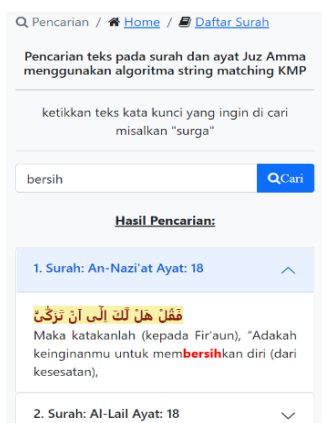 Pencarian / Home / Daftar Surah
Pencarian teks pada surah dan ayat Juz Amma
menggunakan algoritma string matching KMP
ketikkan teks kata kunci yang ingin di cari
misalkan "surga"
bersih
Cari
Hasil Pencarian:
1. Surah: An-Nazi'at Ayat: 18
فَقُلْ هَلْ لَّكَ اِلٰٓى اَنْ تَزَكّٰىۙ
Maka katakanlah (kepada Fir'aun), “Adakah
keinginanmu untuk membersihkan diri (dari
kesesatan),
2. Surah: Al-Lail Ayat: 18